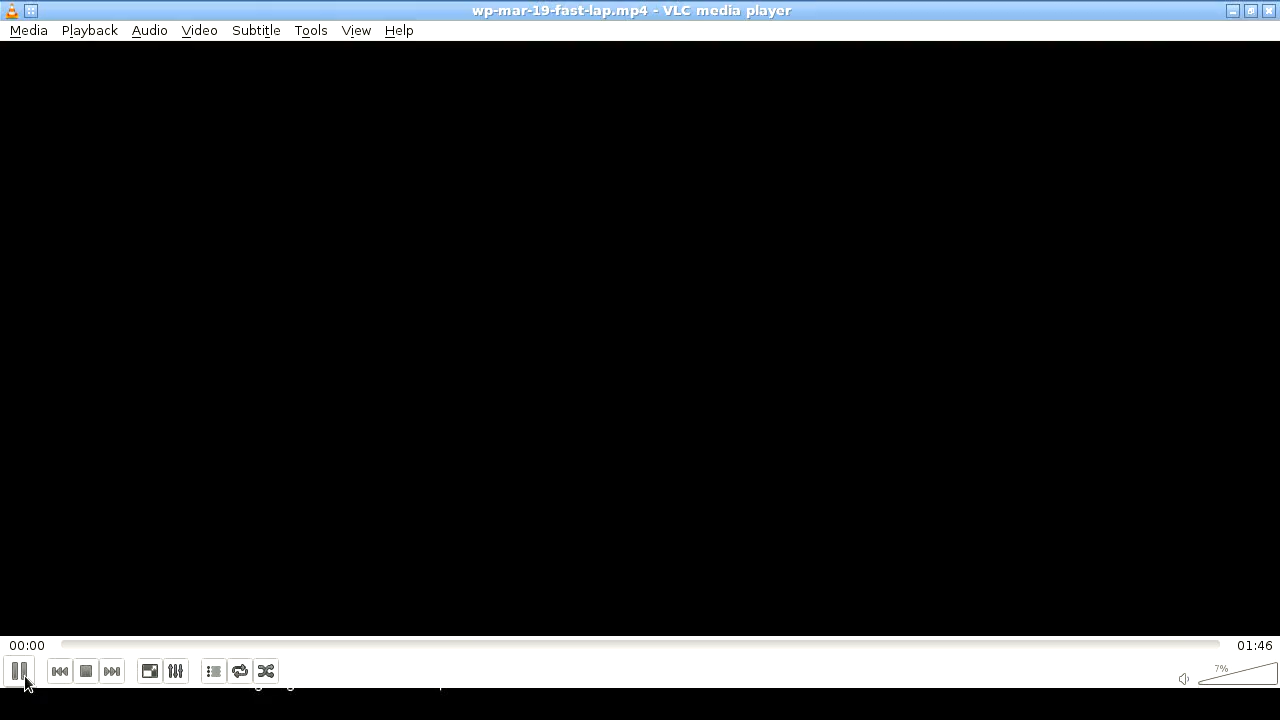 wp-mar-19-fast-lap.mp4 - VLC media player
Media Playback Audio Video Subtitle Tools View Help
00:00 01:46
7%